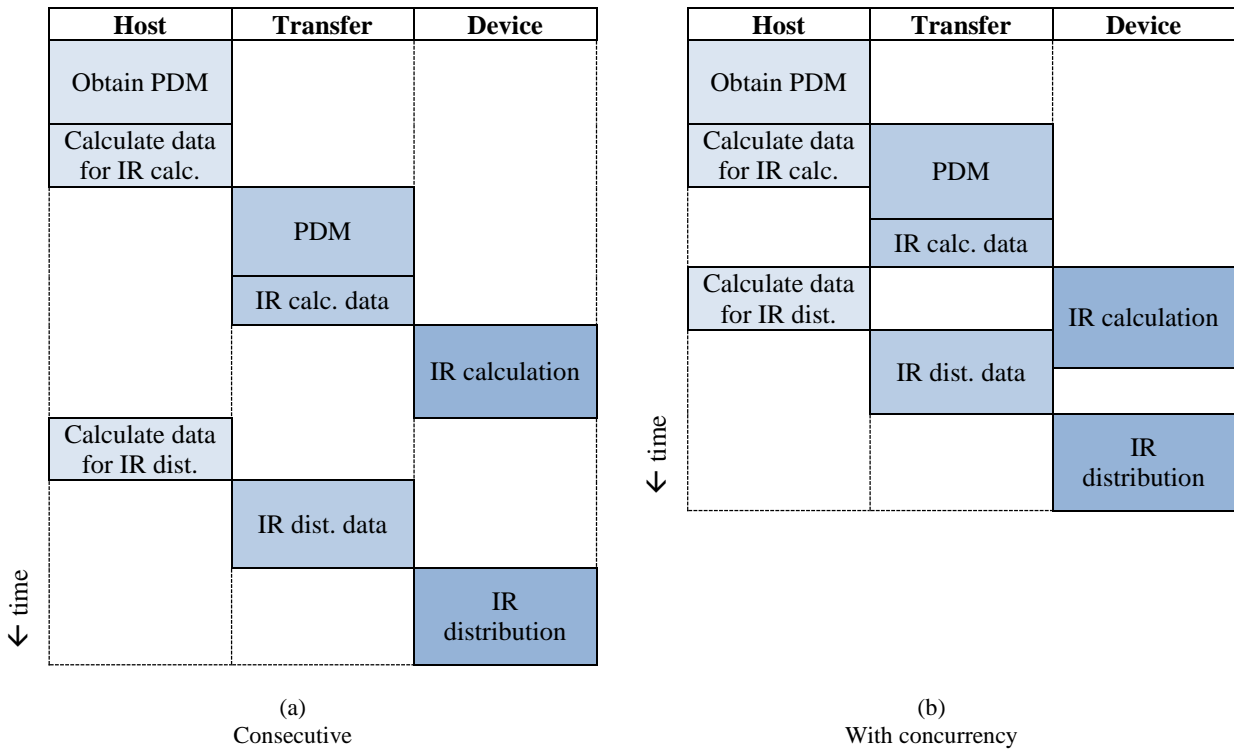 Host Transfer Device
Obtain PDM
Calculate data
for IR calc.
PDM
IR calc. data
IR calculation
Calculate data
for IR dist.
IR dist. data
IR
distribution
← time
(a)
Consecutive
Host Transfer Device
Obtain PDM
Calculate data
for IR calc.
PDM
IR calc. data
Calculate data
for IR dist.
IR calculation
IR dist. data
IR
distribution
← time
(b)
With concurrency